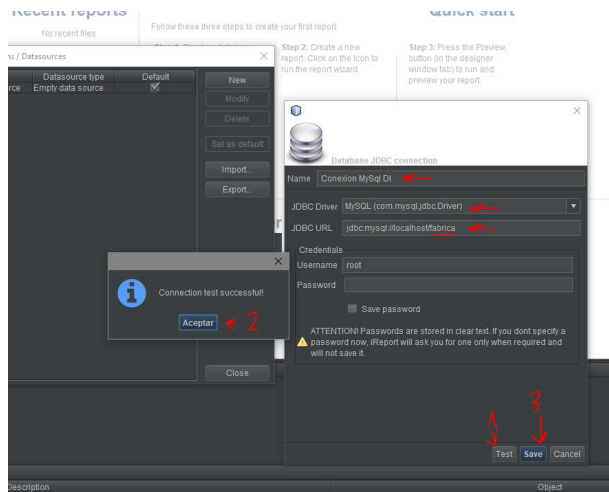 Recent reports
No recent files
Follow these three steps to create your first report
Quick start
Step 2: Create a new
report. Click on the icon to
run the report wizard
Step 3: Press the Preview
button (in the designer
window tab) to run and
preview your report.
/ Datasources
Datasource type
Default
Empty data source
New
Modify
Delete
Set as default
Import...
Export...
Close
Database JDBC connection
Name
Conexion MySql DI
JDBC Driver
MySQL (com.mysql.jdbc.Driver)
JDBC URL
jdbc:mysql://localhost/fabrica
Credentials
Username
root
Password
Save password
ATTENTION! Passwords are stored in clear text. If you dont specify a
password now, iReport will ask you for one only when required and
will not save it.
Connection test successful!
Aceptar
2
1
3
Test
Save
Cancel
Description
Object